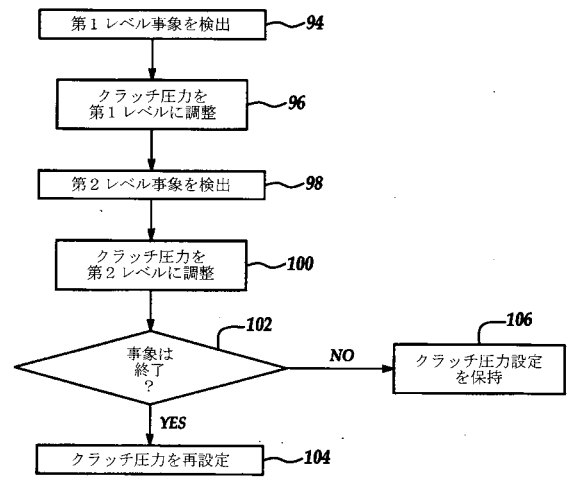 第1レベル事象を検出
94
クラッチ圧力を
第1レベルに調整
96
第2レベル事象を検出
98
クラッチ圧力を
第2レベルに調整
100
事象は
終了
?
102
NO
クラッチ圧力設定
を保持
106
YES
クラッチ圧力を再設定
104